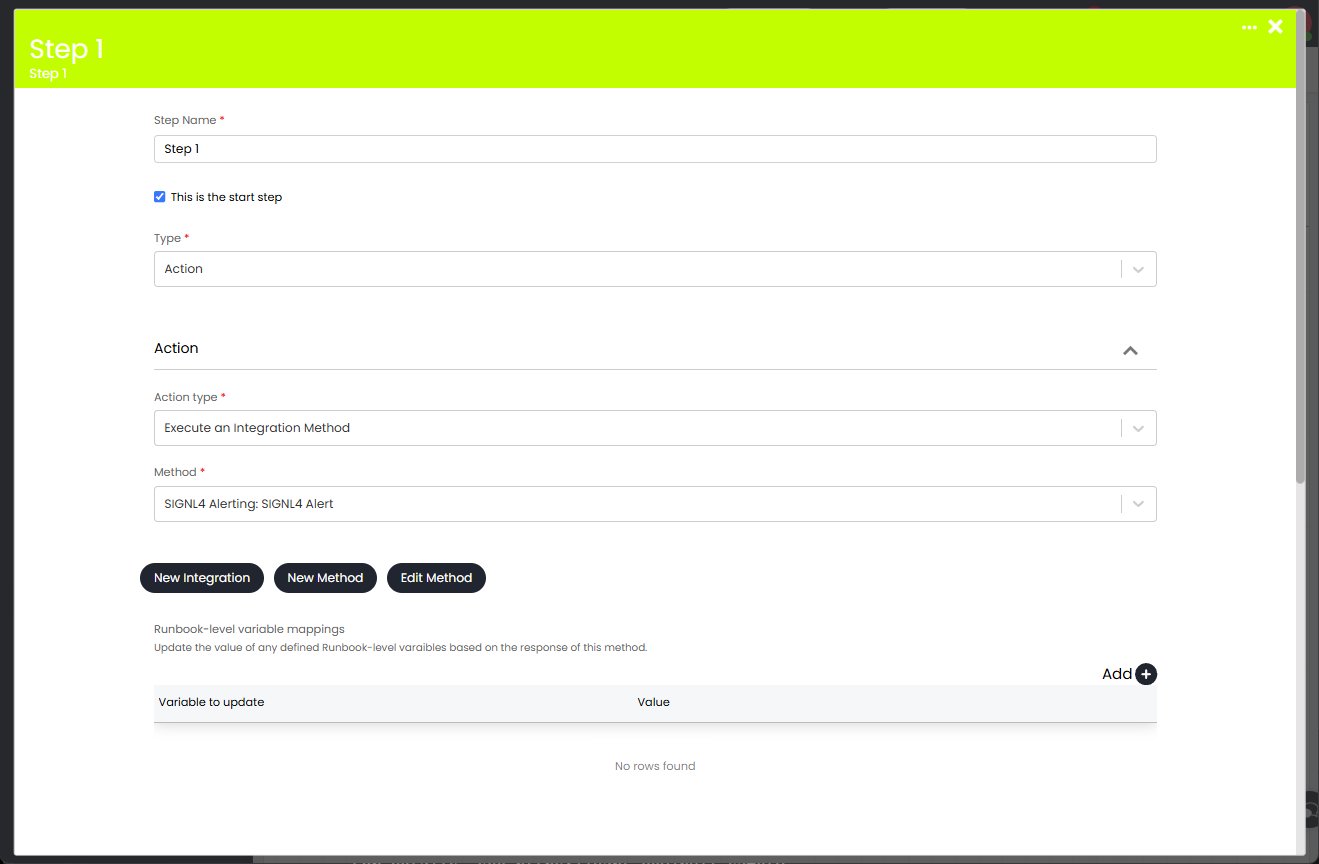 Step 1
Step 1
Step Name *
Step 1
This is the start step
Type *
Action
Action
Action type *
Execute an Integration Method
Method *
SIGNL4 Alerting: SIGNL4 Alert
New Integration New Method Edit Method
Runbook-level variable mappings
Update the value of any defined Runbook-level varaibles based on the response of this method.
Add
Variable to update Value
No rows found